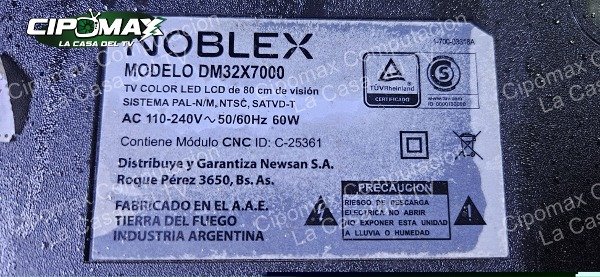 CIPOMAX
LA CASA DEL TV
NOBLEX
MODELO DM32X7000
TV COLOR LED LCD de 80 cm de visión
SISTEMA PAL-N/M, NTSC, SATVD-T
AC 110-240V ~ 50/60Hz 60W
Contiene Módulo CNC ID: C-25361
Distribuye y Garantiza Newsan S.A.
Roque Pérez 3650, Bs. As.
FABRICADO EN EL A.A.E.
TIERRA DEL FUEGO
INDUSTRIA ARGENTINA
TÜVRheinland
CERTIFICADO
S
PRECAUCION
RIESGO DE DESCARGA
ELECTRICA NO ABRIR
NO EXPONER ESTA UNIDAD
A LLUVIA O HUMEDAD
Cipomax La Casa del TV